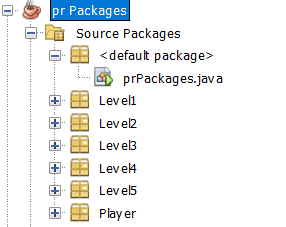 pr Packages
Source Packages
<default package>
prPackages.java
Level1
Level2
Level3
Level4
Level5
Player